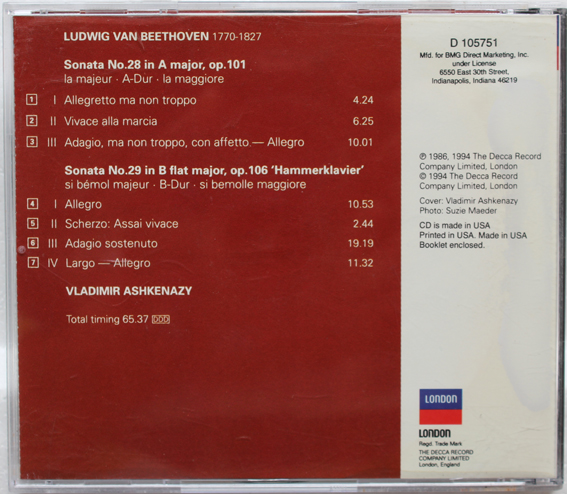 LUDWIG VAN BEETHOVEN 1770-1827
Sonata No.28 in A major, op.101
la majeur · A-Dur · la maggiore
1 I Allegretto ma non troppo 4.24
2 II Vivace alla marcia 6.25
3 III Adagio, ma non troppo, con affetto — Allegro 10.01
Sonata No.29 in B flat major, op.106 ‘Hammerklavier’
si bémol majeur · B-Dur · si bemolle maggiore
4 I Allegro 10.53
5 II Scherzo: Assai vivace 2.44
6 III Adagio sostenuto 19.19
7 IV Largo — Allegro 11.32
VLADIMIR ASHKENAZY
Total timing 65.37 DDD
D 105751
Mfd. for BMG Direct Marketing, Inc.
under License
6550 East 30th Street,
Indianapolis, Indiana 46219
℗ 1986, 1994 The Decca Record
Company Limited, London
© 1994 The Decca Record
Company Limited, London
Cover: Vladimir Ashkenazy
Photo: Suzie Maeder
CD is made in USA
Printed in USA. Made in USA
Booklet enclosed.
LONDON
LONDON
Regd. Trade Mark
THE DECCA RECORD
COMPANY LIMITED
London, England